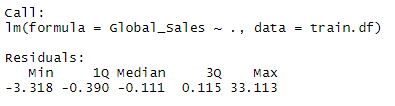 Call:
lm(formula = Global_Sales ~ ., data = train.df)
Residuals:
Min 1Q Median 3Q Max
-3.318 -0.390 -0.111 0.115 33.113